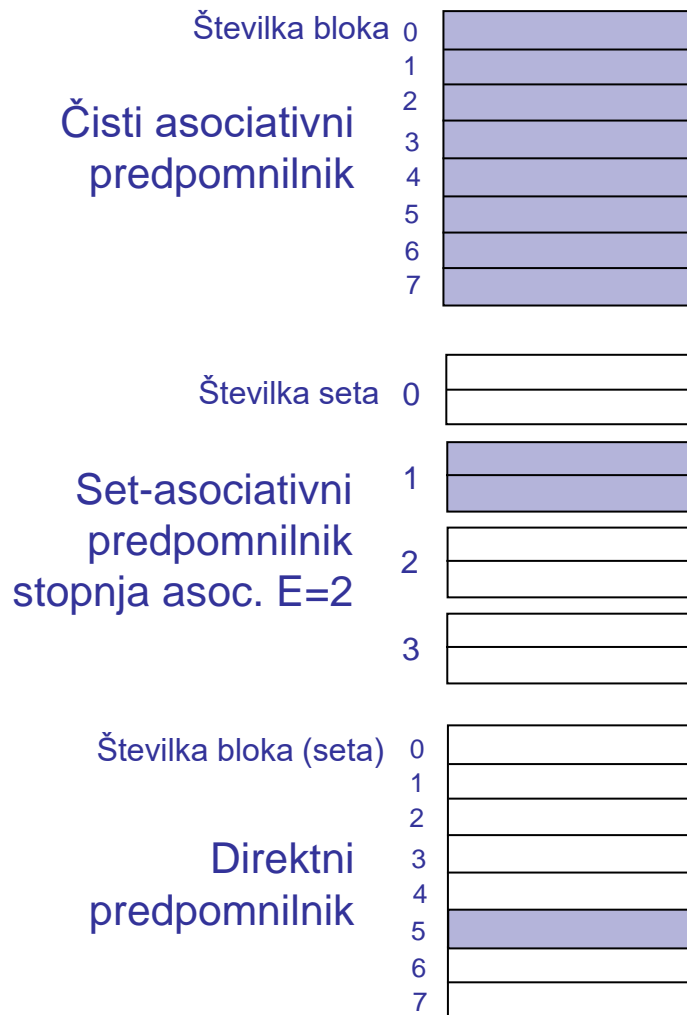 Številka bloka 0
1
2
Čisti asociativni
3
predpomnilnik
4
5
6
7
Številka seta 0
1
Set-asociativni
predpomnilnik
2
stopnja asoc. E=2
3
Številka bloka (seta) 0
1
2
Direktni
3
4
predpomnilnik
5
6
7